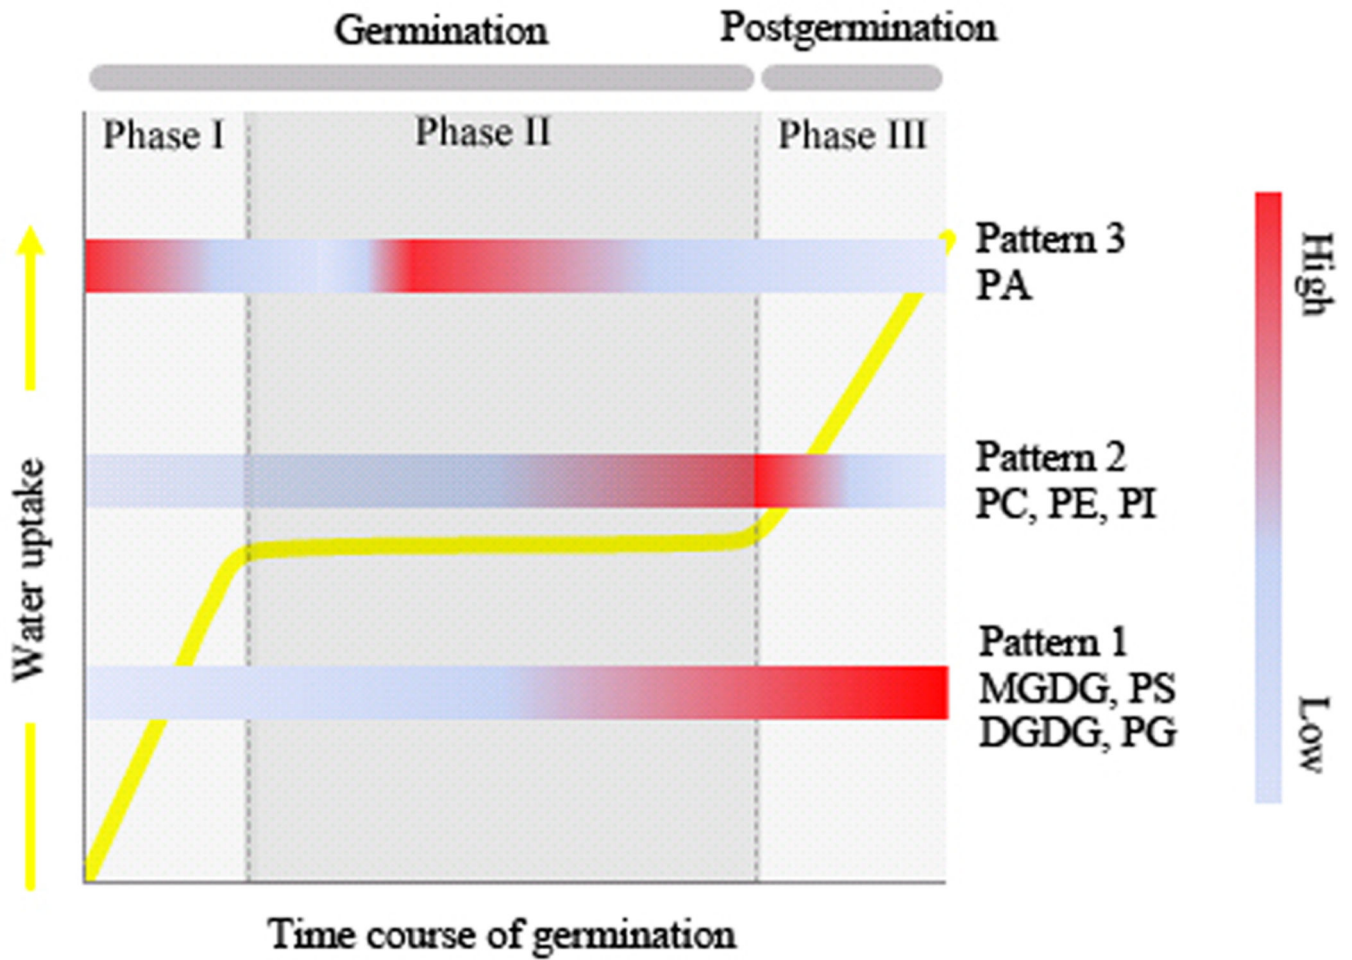 Germination
Postgermination
Phase I
Phase II
Phase III
Pattern 3
PA
Pattern 2
PC, PE, PI
Pattern 1
MGDG, PS
DGDG, PG
High
Low
Water uptake
Time course of germination